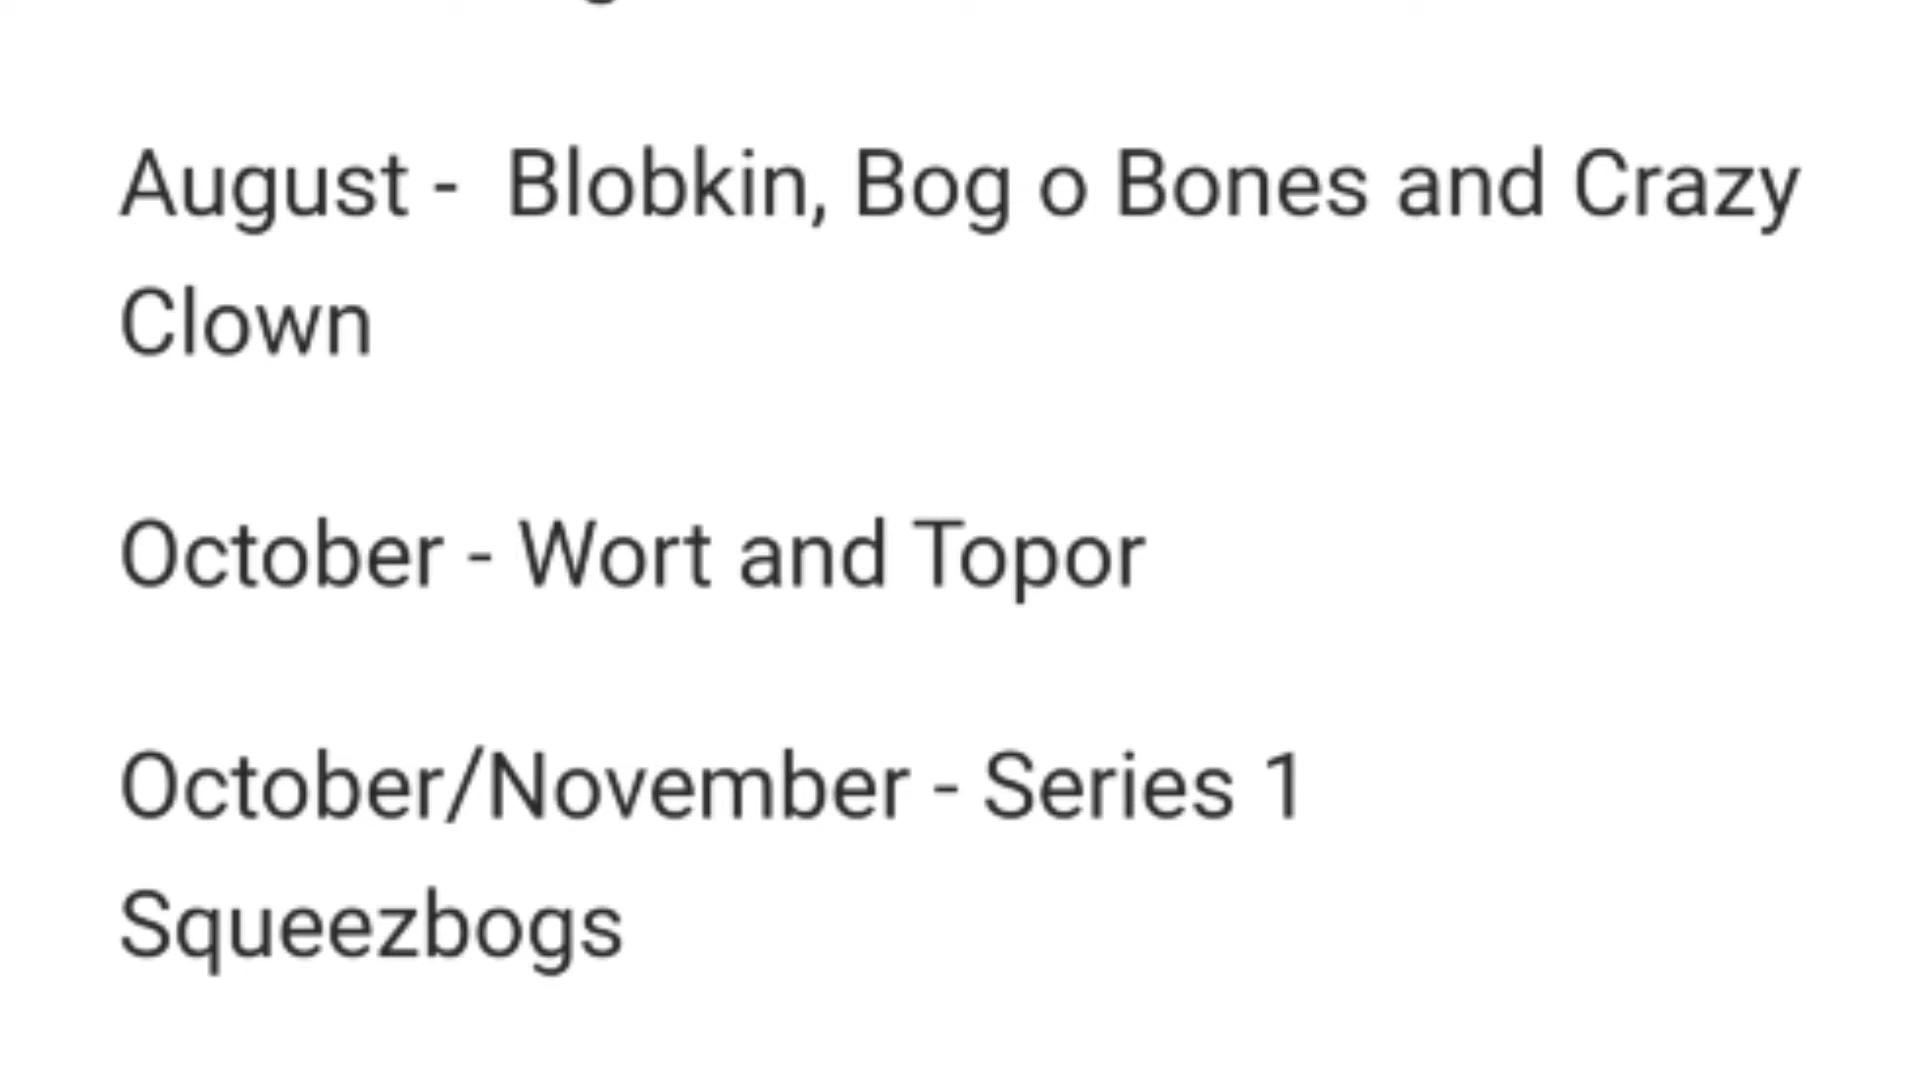 August -  Blobkin, Bog o Bones and Crazy
Clown
October - Wort and Topor
October/November - Series 1
Squeezbogs